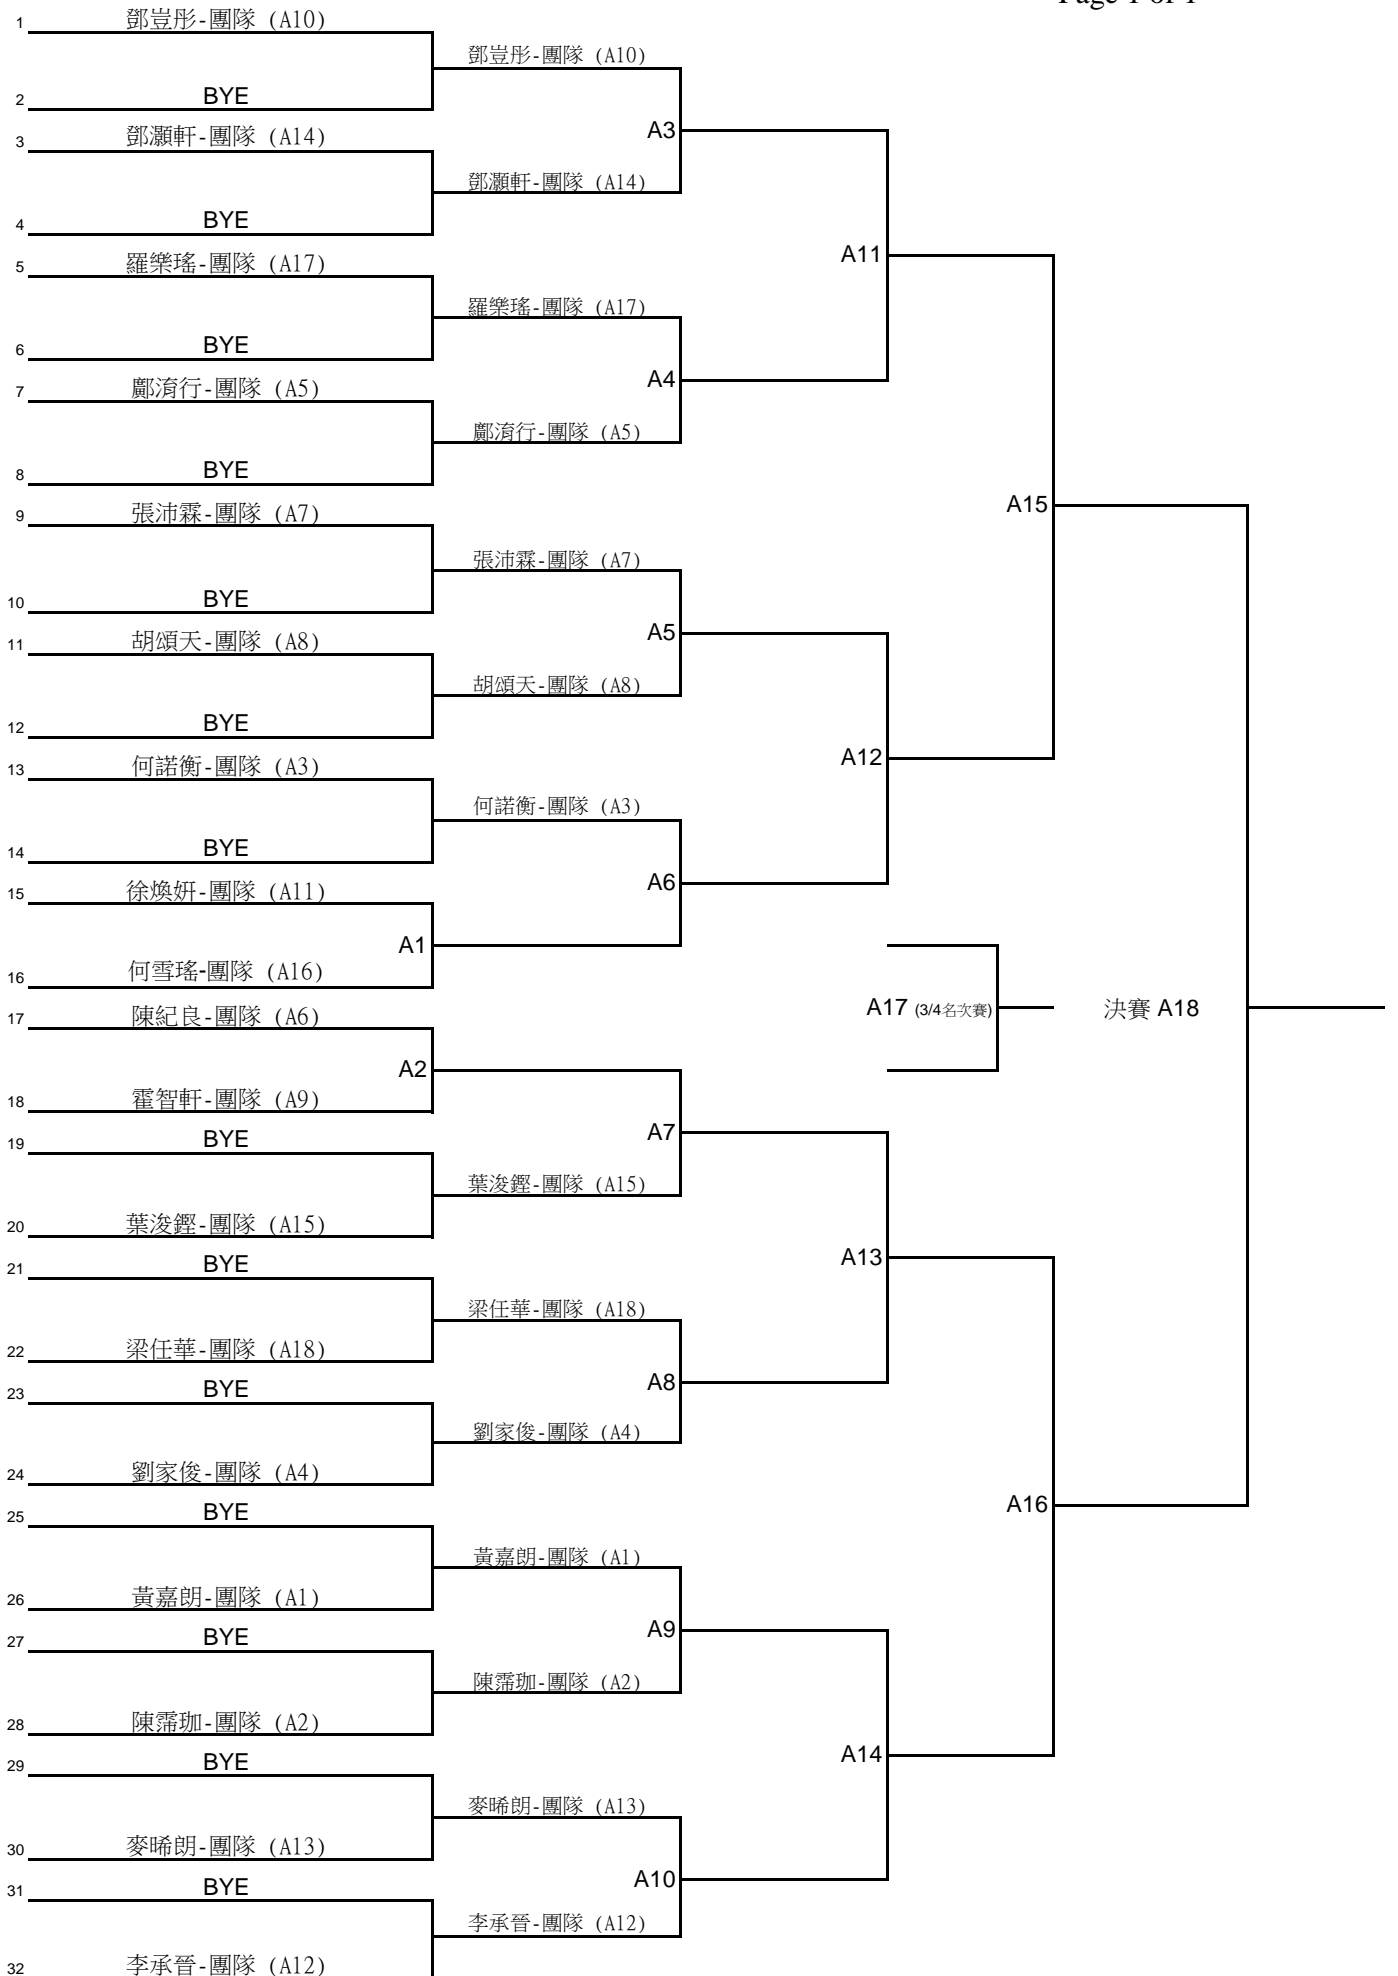 Page 1 of 1
1 鄧豈彤-團隊 (A10)
2 BYE
3 鄧灝軒-團隊 (A14)
4 BYE
5 羅樂瑤-團隊 (A17)
6 BYE
7 鄺淯行-團隊 (A5)
8 BYE
9 張沛霖-團隊 (A7)
10 BYE
11 胡頌天-團隊 (A8)
12 BYE
13 何諾衡-團隊 (A3)
14 BYE
15 徐煥妍-團隊 (A11)
16 何雪瑤-團隊 (A16)
17 陳紀良-團隊 (A6)
18 霍智軒-團隊 (A9)
19 BYE
20 葉浚鏗-團隊 (A15)
21 BYE
22 梁任華-團隊 (A18)
23 BYE
24 劉家俊-團隊 (A4)
25 BYE
26 黃嘉朗-團隊 (A1)
27 BYE
28 陳霈珈-團隊 (A2)
29 BYE
30 麥晞朗-團隊 (A13)
31 BYE
32 李承晉-團隊 (A12)
鄧豈彤-團隊 (A10)
鄧灝軒-團隊 (A14)
羅樂瑤-團隊 (A17)
鄺淯行-團隊 (A5)
張沛霖-團隊 (A7)
胡頌天-團隊 (A8)
何諾衡-團隊 (A3)
A1
A2
葉浚鏗-團隊 (A15)
梁任華-團隊 (A18)
劉家俊-團隊 (A4)
黃嘉朗-團隊 (A1)
陳霈珈-團隊 (A2)
麥晞朗-團隊 (A13)
李承晉-團隊 (A12)
A3
A4
A5
A6
A7
A8
A9
A10
A11
A12
A13
A14
A15
A16
A17 (3/4名次賽)
決賽 A18